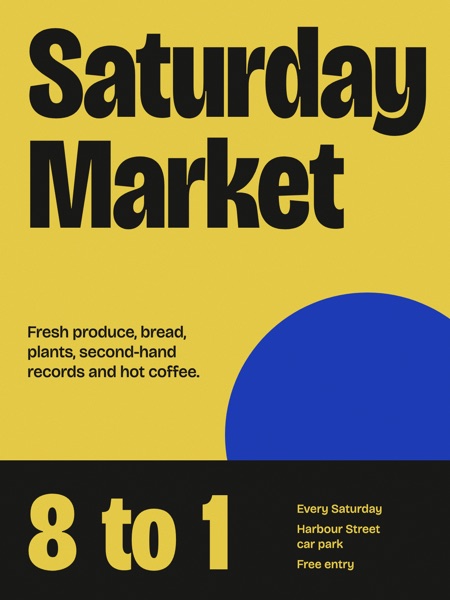 Saturday
Market
Fresh produce, bread,
plants, second-hand
records and hot coffee.
8 to 1
Every Saturday
Harbour Street
car park
Free entry